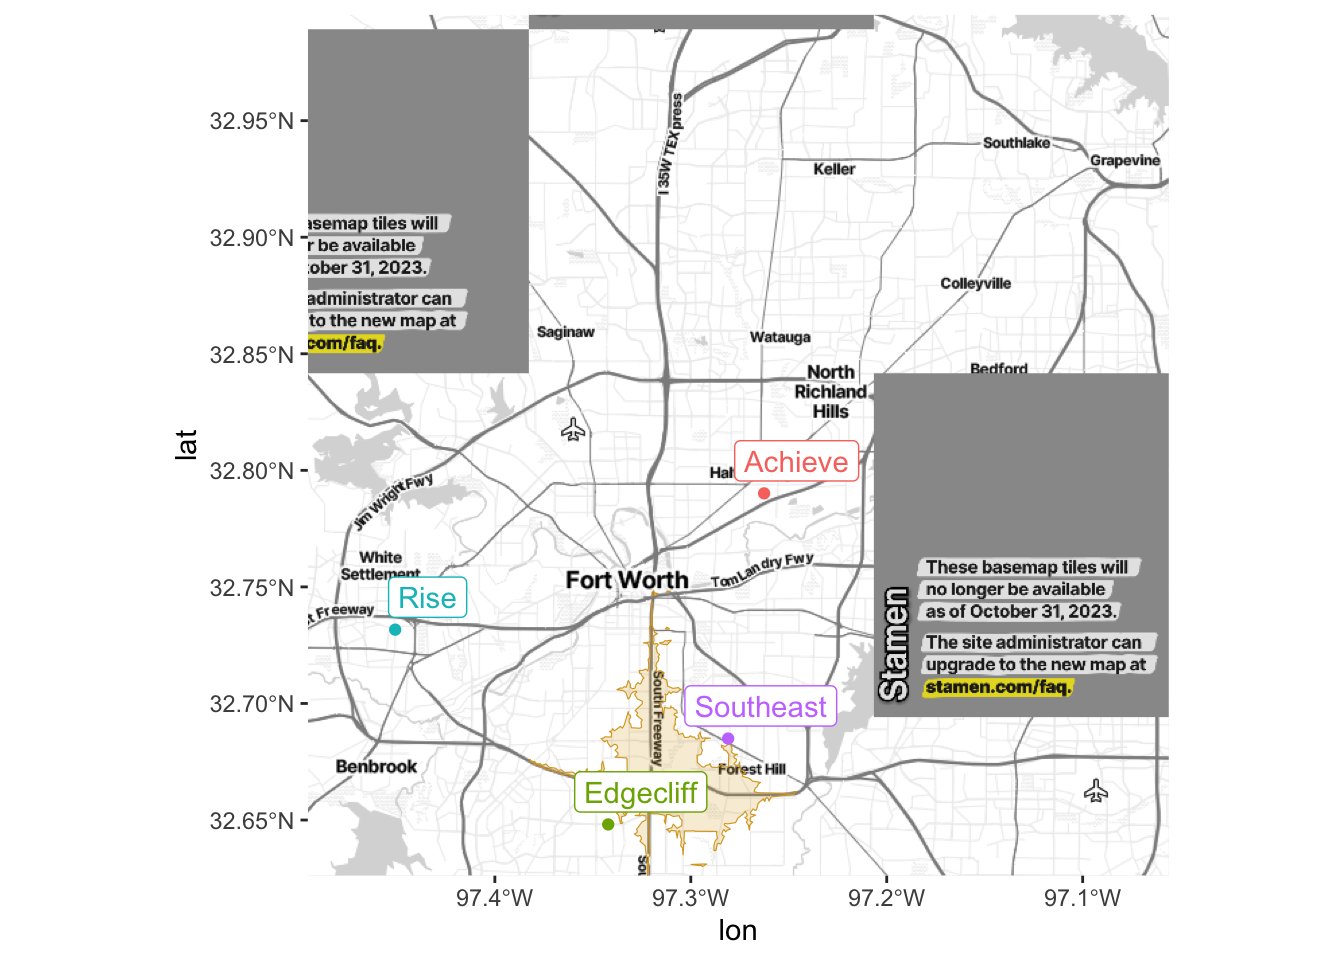 32.95°N
32.90°N
32.85°N
32.80°N
32.75°N
32.70°N
32.65°N
lat
97.4°W
97.3°W
97.2°W
97.1°W
lon
I 35W TEXpress
Southlake
Grapevine
Keller
asemap tiles will
r be available
tober 31, 2023.
administrator can
to the new map at
com/faq.
Colleyville
Saginaw
Watauga
Bedford
North
Richland
Hills
Achieve
Hal
Jim Wright Fwy
White
Settlement
Fort Worth
Tom Landry Fwy
Rise
t Freeway
These basemap tiles will
no longer be available
as of October 31, 2023.
The site administrator can
upgrade to the new map at
stamen.com/faq.
Stamen
South Freeway
Southeast
Benbrook
Forest Hill
Edgecliff
Sou